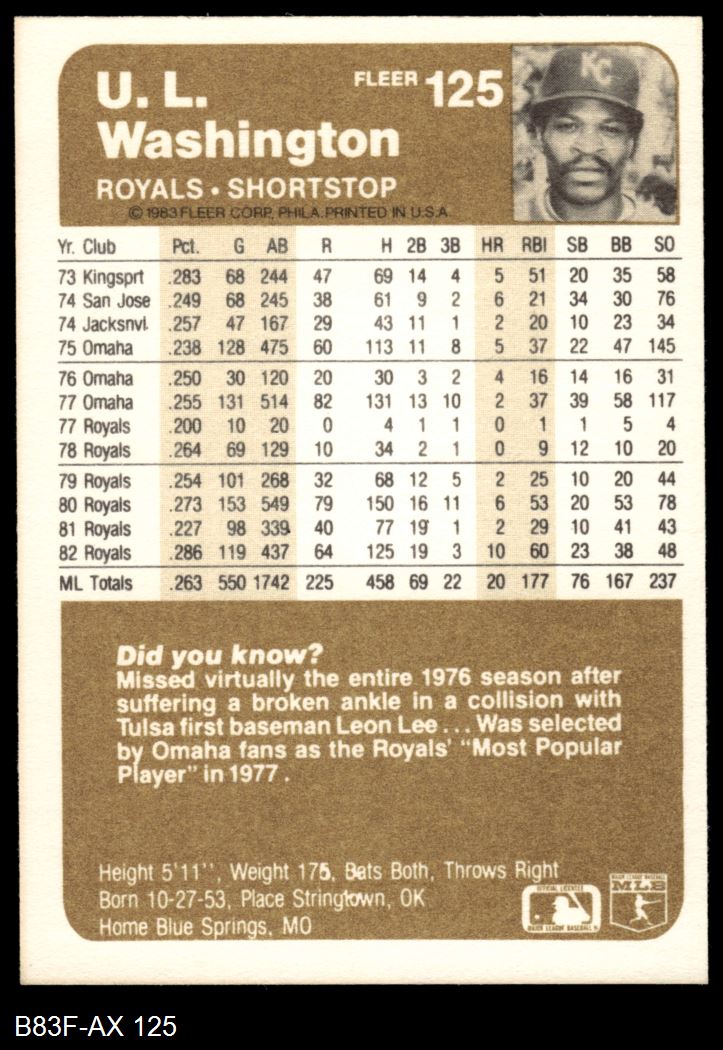 U. L.
Washington
FLEER 125
KC
ROYALS • SHORTSTOP
© 1983 FLEER CORP., PHILA. PRINTED IN U.S.A.
Yr. Club Pct. G AB R H 2B 3B HR RBI SB BB SO
73 Kingsprt .283 68 244 47 69 14 4 5 51 20 35 58
74 San Jose .249 68 245 38 61 9 2 6 21 34 30 76
74 Jacksnvl. .257 47 167 29 43 11 1 2 20 10 23 34
75 Omaha .238 128 475 60 113 11 8 5 37 22 47 145
76 Omaha .250 30 120 20 30 3 2 4 16 14 16 31
77 Omaha .255 131 514 82 131 13 10 2 37 39 58 117
77 Royals .200 10 20 0 4 1 1 0 1 1 5 4
78 Royals .264 69 129 10 34 2 1 0 9 12 10 20
79 Royals .254 101 268 32 68 12 5 2 25 10 20 44
80 Royals .273 153 549 79 150 16 11 6 53 20 53 78
81 Royals .227 98 339 40 77 19 1 2 29 10 41 43
82 Royals .286 119 437 64 125 19 3 10 60 23 38 48
ML Totals .263 550 1742 225 458 69 22 20 177 76 167 237
Did you know?
Missed virtually the entire 1976 season after
suffering a broken ankle in a collision with
Tulsa first baseman Leon Lee . . . Was selected
by Omaha fans as the Royals' "Most Popular
Player" in 1977.
Height 5'11'', Weight 175, Bats Both, Throws Right
Born 10-27-53, Place Stringtown, OK
Home Blue Springs, MO
OFFICIAL LICENSEE
MAJOR LEAGUE BASEBALL
MAJOR LEAGUE BASEBALL
MLB
B83F-AX 125